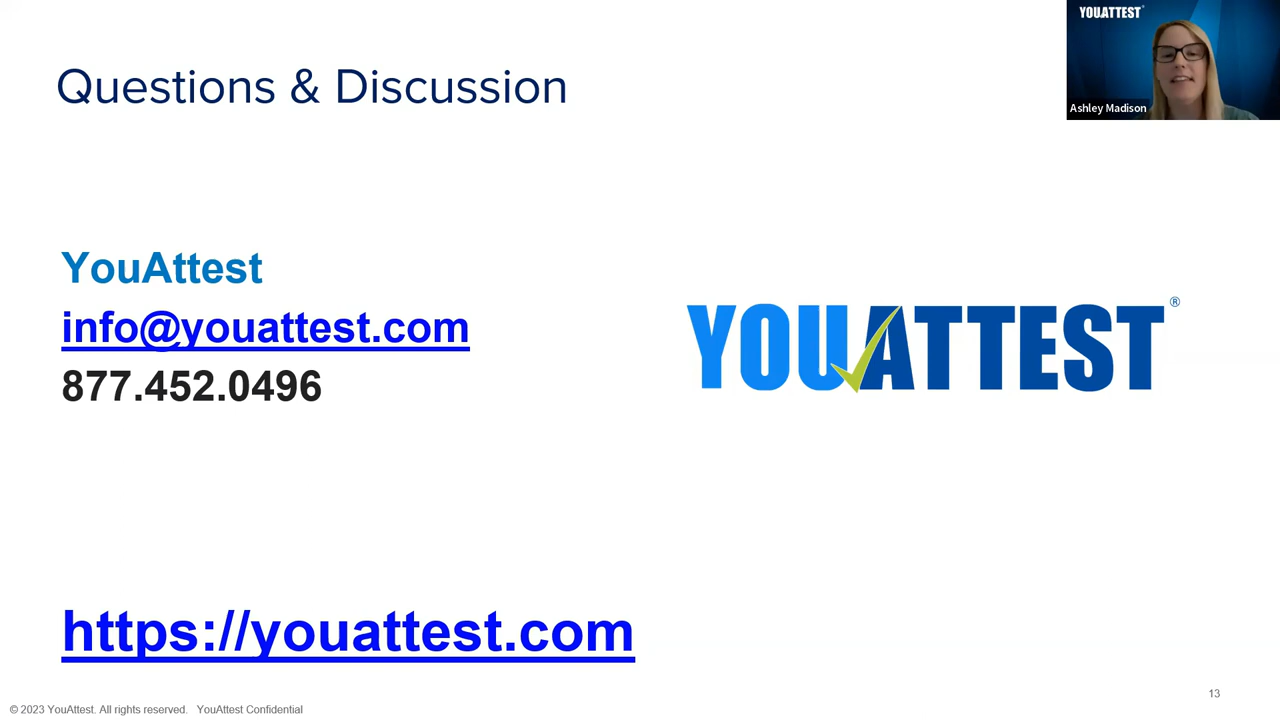 Questions & Discussion
YOUATTEST®
Ashley Madison
YouAttest
info@youattest.com
877.452.0496
YOUATTEST®
https://youattest.com
13
© 2023 YouAttest. All rights reserved. YouAttest Confidential